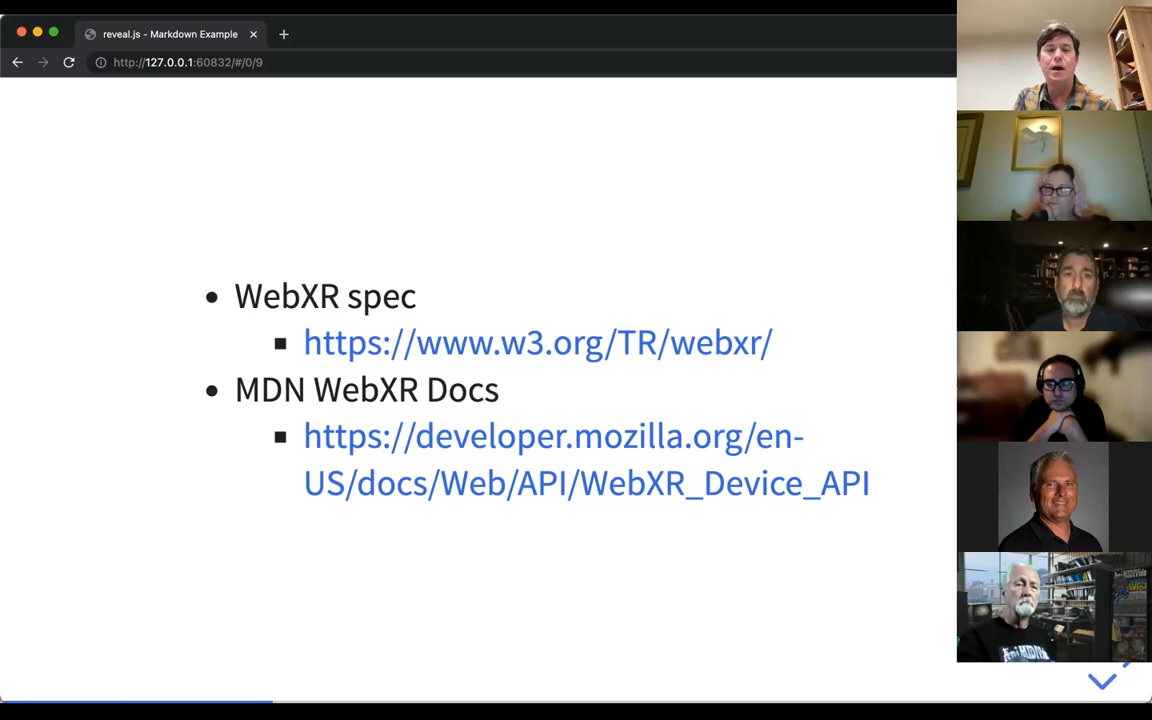 reveal.js - Markdown Example
http://127.0.0.1:60832/#/0/9
• WebXR spec
▪ https://www.w3.org/TR/webxr/
• MDN WebXR Docs
▪ https://developer.mozilla.org/en-
US/docs/Web/API/WebXR_Device_API